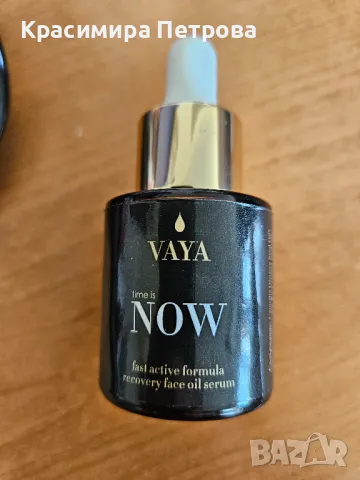 Красимира Петрова
VAYA
time is
NOW
fast active formula
recovery face oil serum
BAZAR